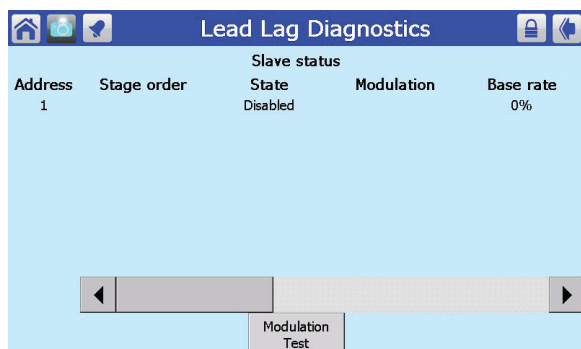 Lead Lag Diagnostics
Slave status
Address Stage order State Modulation Base rate
1 Disabled 0%
Modulation
Test